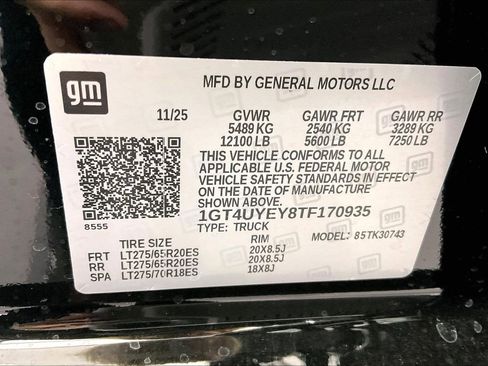 gm
MFD BY GENERAL MOTORS LLC
11/25 GVWR GAWR FRT GAWR RR
5489 KG 2540 KG 3289 KG
12100 LB 5600 LB 7250 LB
THIS VEHICLE CONFORMS TO ALL
APPLICABLE U.S. FEDERAL MOTOR
VEHICLE SAFETY STANDARDS IN EFFECT
ON THE DATE OF MANUFACTURE
SHOWN ABOVE.
8555
1GT4UYEY8TF170935
TYPE: TRUCK MODEL: 85TK30743
TIRE SIZE RIM
FRT LT275/65R20ES 20X8.5J
RR LT275/65R20ES 20X8.5J
SPA LT275/70R18ES 18X8J